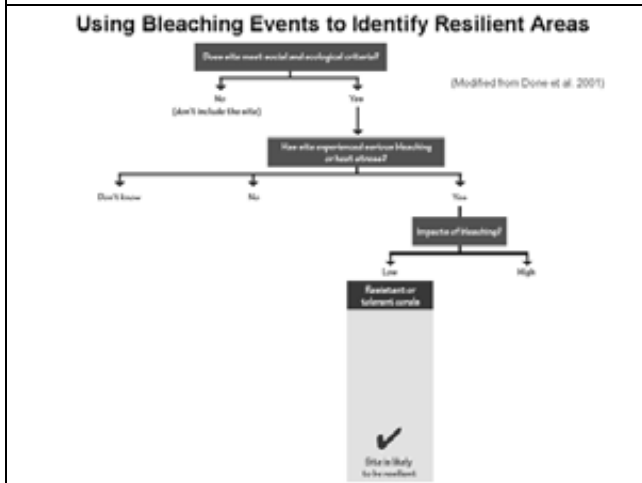 Using Bleaching Events to Identify Resilient Areas
Does site meet social and ecological criteria?
(Modified from Done et al. 2001)
No
(don't include the site)
Yes
Has site experienced serious bleaching
or heat stress?
Don't know
No
Yes
Impacts of bleaching?
Low
High
Resistant or
tolerant corals
Site is likely
to be resilient